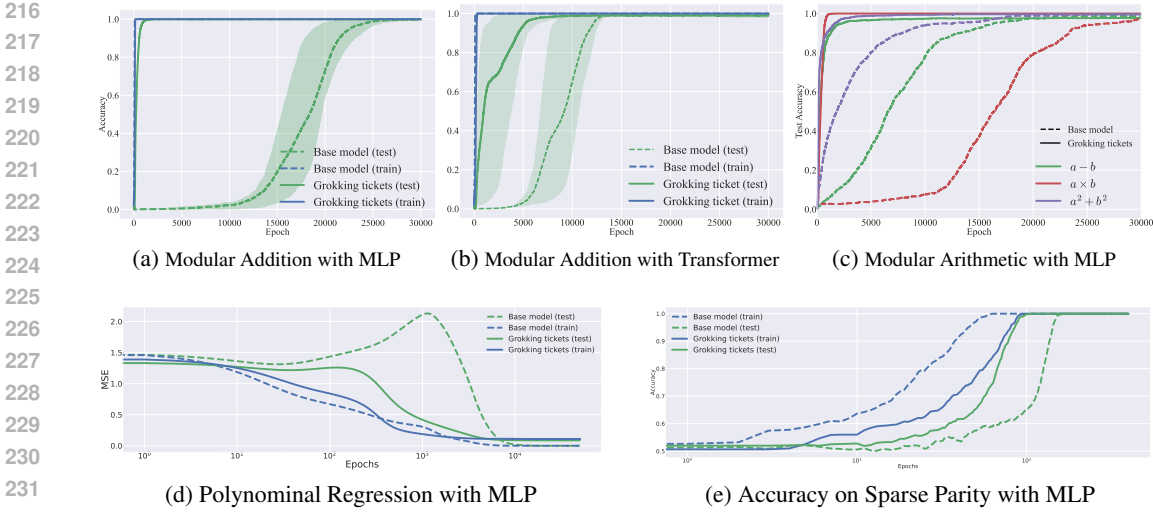 216
217
218
219
220
221
222
223
224
225
226
227
228
229
230
231
1.0
0.8
0.6
0.4
0.2
0.0
Accuracy
0 5000 10000 15000 20000 25000 30000
Epoch
Base model (test)
Base model (train)
Grokking tickets (test)
Grokking tickets (train)
(a) Modular Addition with MLP
1.0
0.8
0.6
0.4
0.2
0.0
0 5000 10000 15000 20000 25000 30000
Epoch
Base model (test)
Base model (train)
Grokking ticket (test)
Grokking ticket (train)
(b) Modular Addition with Transformer
1.0
0.8
0.6
0.4
0.2
0.0
Test Accuracy
0 5000 10000 15000 20000 25000 30000
Epoch
Base model
Grokking tickets
a − b
a × b
a² + b²
(c) Modular Arithmetic with MLP
2.0
1.5
1.0
0.5
0.0
MSE
10⁰ 10¹ 10² 10³ 10⁴
Epochs
Base model (test)
Base model (train)
Grokking tickets (test)
Grokking tickets (train)
(d) Polynominal Regression with MLP
1.0
0.9
0.8
0.7
0.6
0.5
Accuracy
10⁰ 10¹ 10²
Epochs
Base model (train)
Base model (test)
Grokking tickets (train)
Grokking tickets (test)
(e) Accuracy on Sparse Parity with MLP